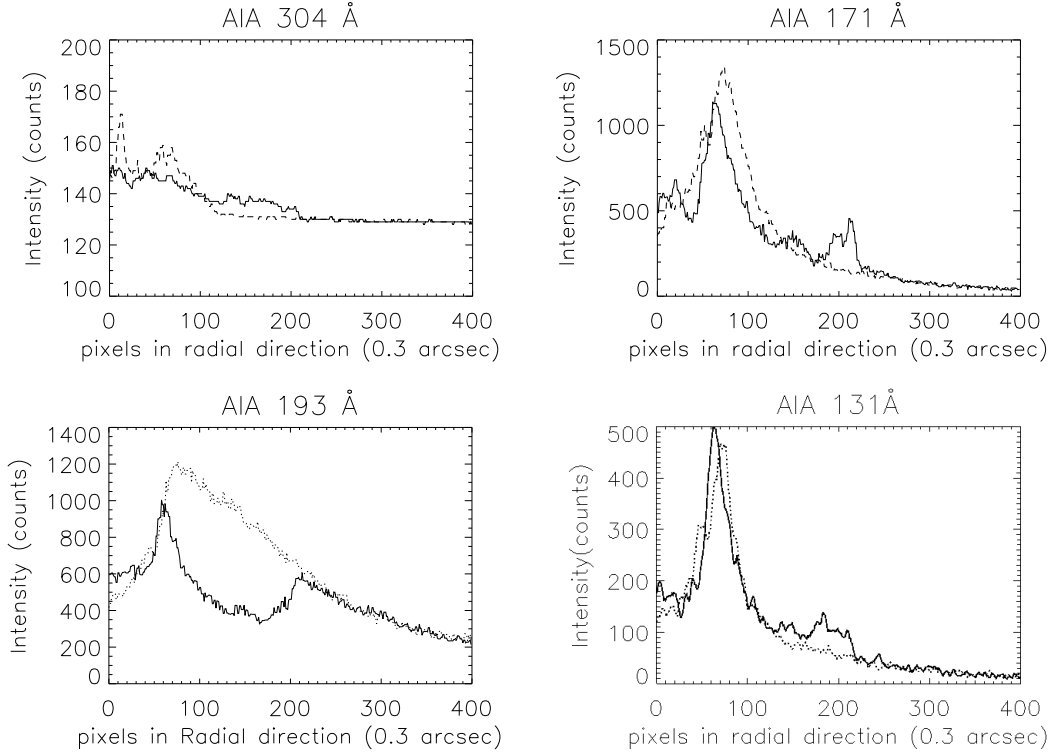 AIA 304 Å
200
180
160
140
120
100
Intensity (counts)
0 100 200 300 400
pixels in radial direction (0.3 arcsec)
AIA 171 Å
1500
1000
500
0
Intensity (counts)
0 100 200 300 400
pixels in radial direction (0.3 arcsec)
AIA 193 Å
1400
1200
1000
800
600
400
200
0
Intensity (counts)
0 100 200 300 400
pixels in Radial direction (0.3 arcsec)
AIA 131Å
500
400
300
200
100
0
Intensity(counts)
0 100 200 300 400
pixels in radial direction (0.3 arcsec)